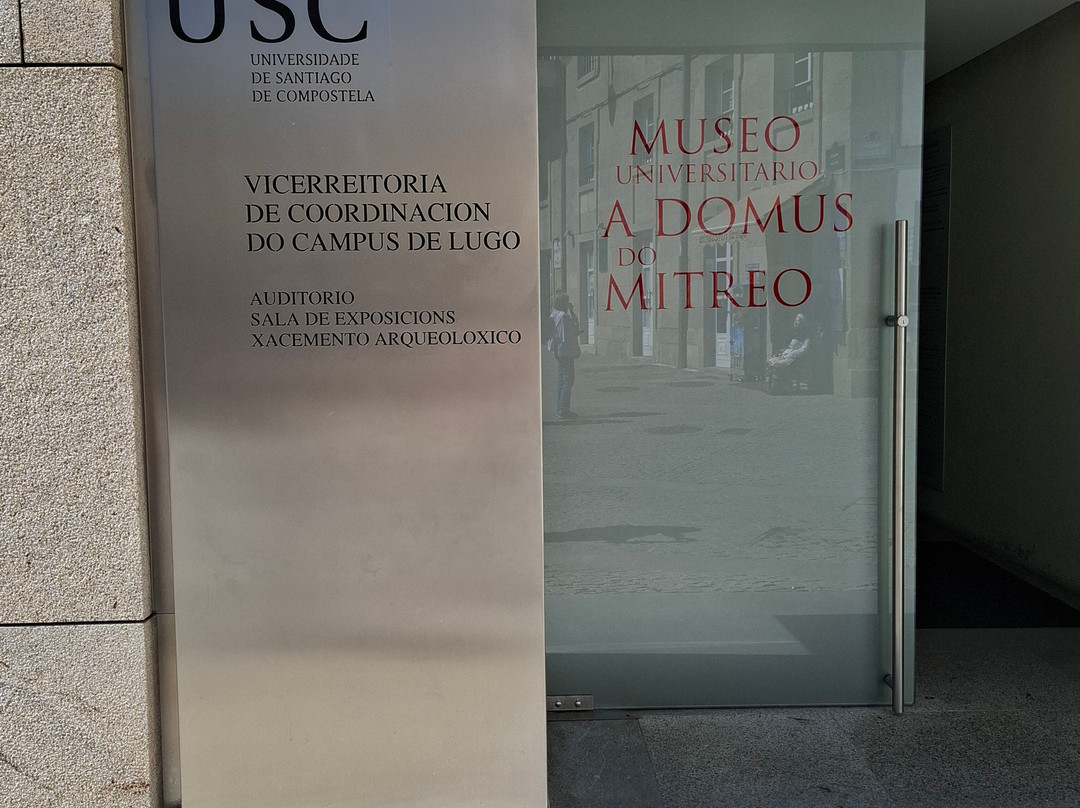 USC
UNIVERSIDADE
DE SANTIAGO
DE COMPOSTELA
VICERREITORIA
DE COORDINACION
DO CAMPUS DE LUGO
AUDITORIO
SALA DE EXPOSICIONS
XACEMENTO ARQUEOLOXICO
MUSEO
UNIVERSITARIO
A DOMUS
DO
MITREO